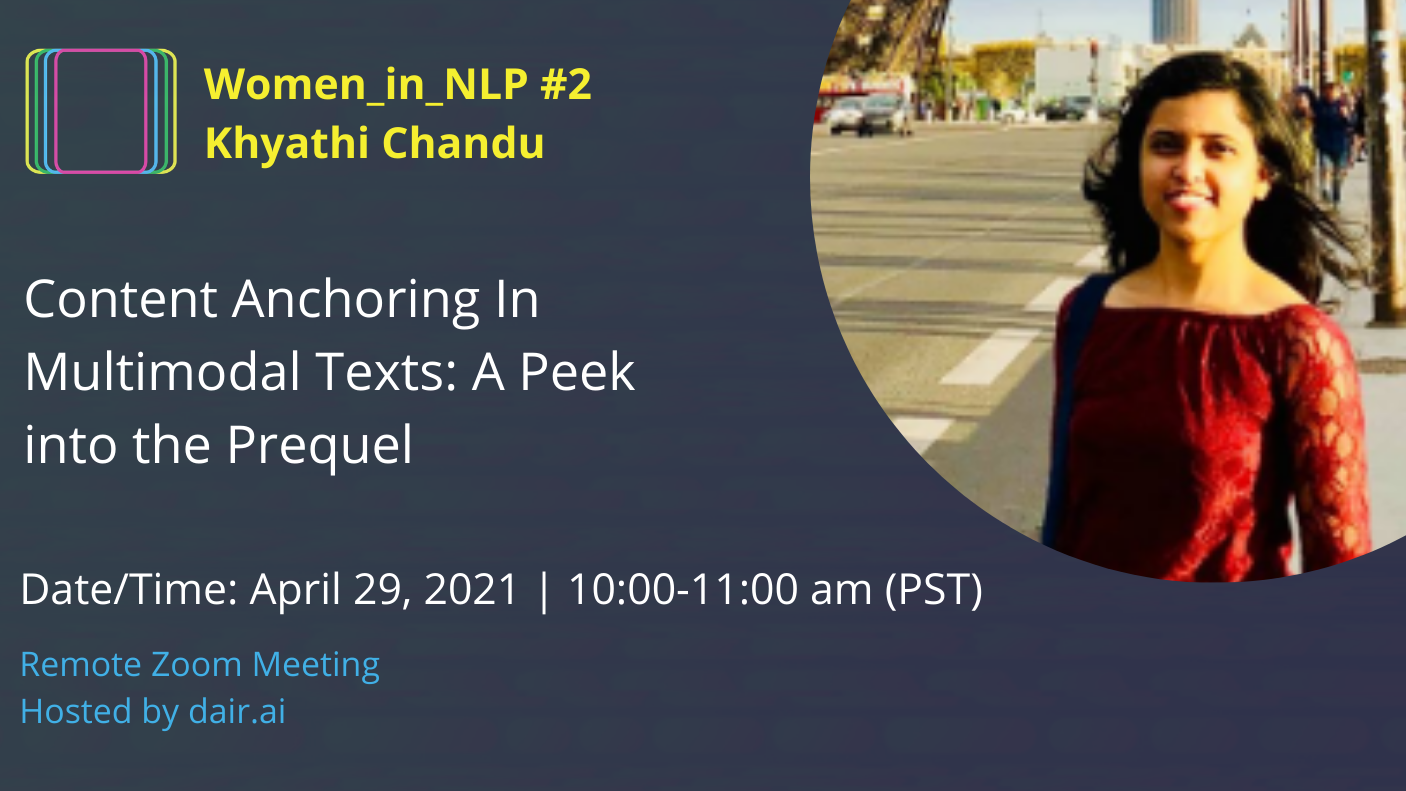 Women_in_NLP #2
Khyathi Chandu
Content Anchoring In
Multimodal Texts: A Peek
into the Prequel
Date/Time: April 29, 2021 | 10:00-11:00 am (PST)
Remote Zoom Meeting
Hosted by dair.ai